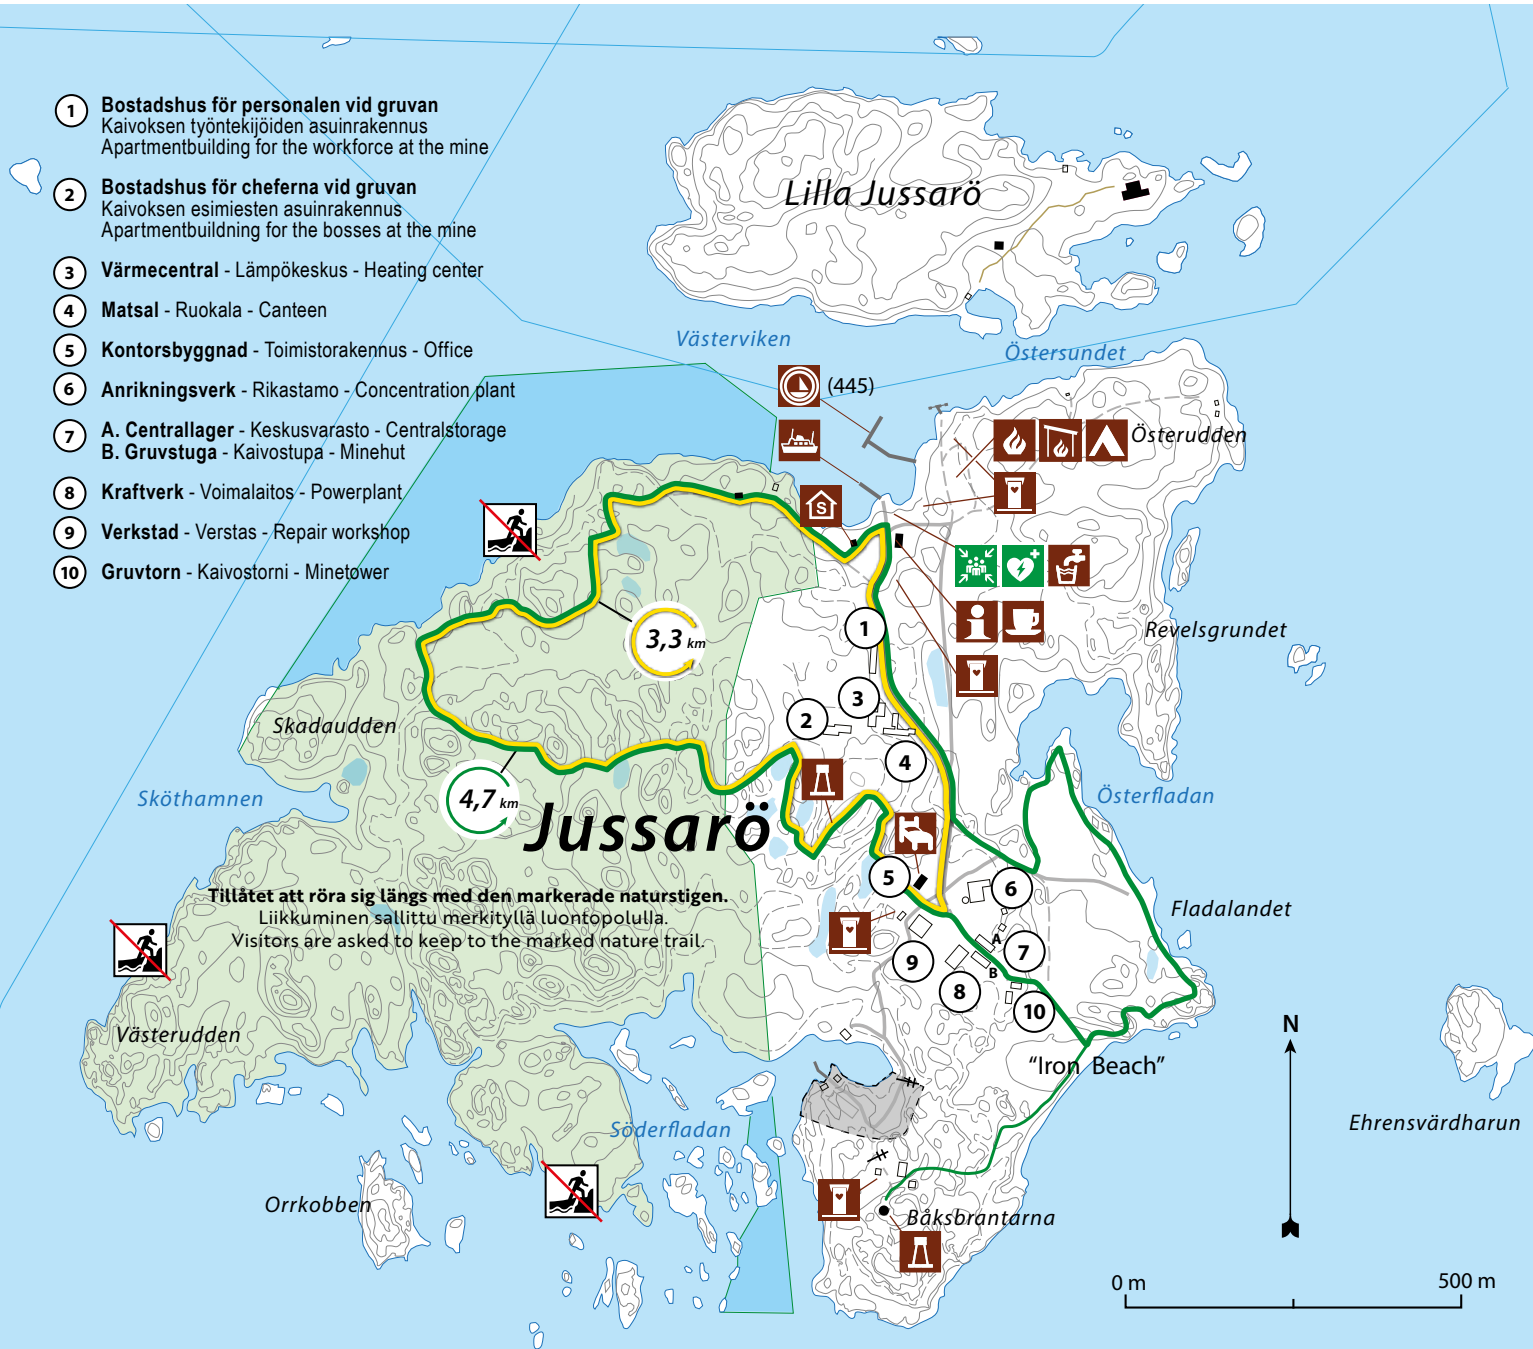 1
Bostadshus för personalen vid gruvan
Kaivoksen työntekijöiden asuinrakennus
Apartmentbuilding for the workforce at the mine
2
Bostadshus för cheferna vid gruvan
Kaivoksen esimiesten asuinrakennus
Apartmentbuildning for the bosses at the mine
3 Värmecentral - Lämpökeskus - Heating center
4 Matsal - Ruokala - Canteen
5 Kontorsbyggnad - Toimistorakennus - Office
6 Anrikningsverk - Rikastamo - Concentration plant
7 A. Centrallager - Keskusvarasto - Centralstorage
B. Gruvstuga - Kaivostupa - Minehut
8 Kraftverk - Voimalaitos - Powerplant
9 Verkstad - Verstas - Repair workshop
10 Gruvtorn - Kaivostorni - Minetower
Lilla Jussarö
Västerviken
Östersundet
(445)
Österudden
S
Revelsgrundet
1
3,3 km
3
2
4
Skadaudden
Sköthamnen
4,7 km
Jussarö
Österfladan
5
6
Tillåtet att röra sig längs med den markerade naturstigen.
Liikkuminen sallittu merkityllä luontopolulla.
Visitors are asked to keep to the marked nature trail.
Fladalandet
A
7
B
9
8
10
Västerudden
N
"Iron Beach"
Ehrensvärdharun
Söderfladan
Orrkobben
Båksbrantarna
0 m
500 m